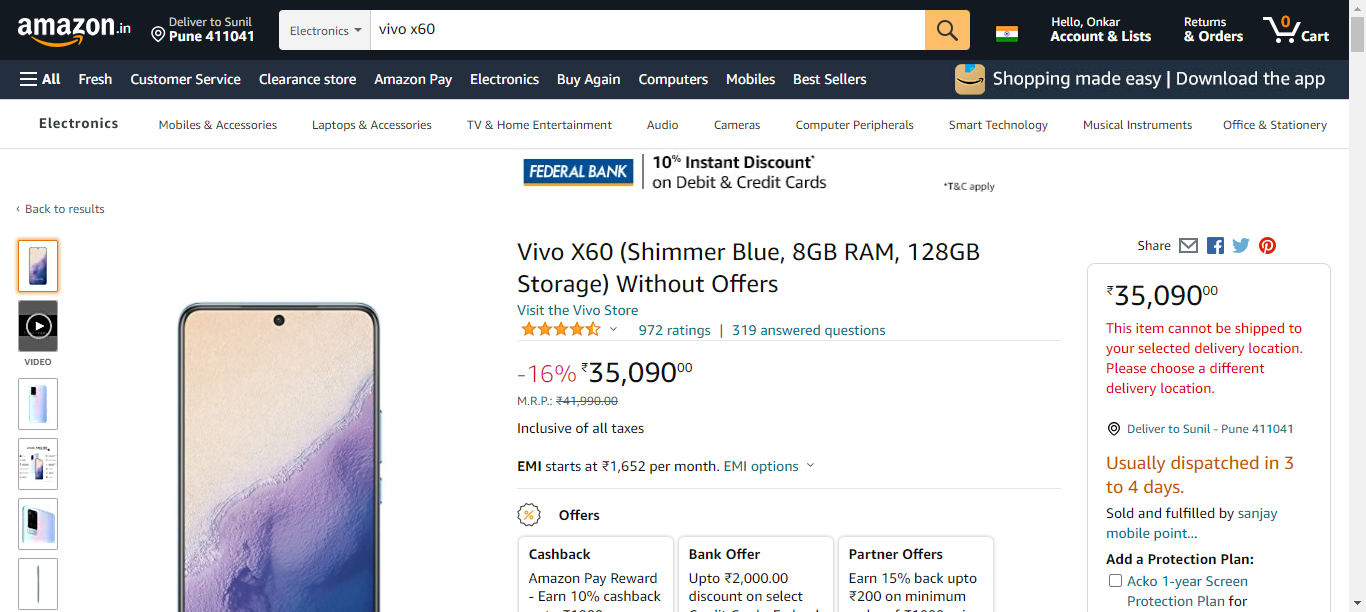 amazon.in
Deliver to Sunil
Pune 411041
Electronics
vivo x60
Hello, Onkar
Account & Lists
Returns
& Orders
0
Cart
All
Fresh
Customer Service
Clearance store
Amazon Pay
Electronics
Buy Again
Computers
Mobiles
Best Sellers
Shopping made easy | Download the app
Electronics
Mobiles & Accessories
Laptops & Accessories
TV & Home Entertainment
Audio
Cameras
Computer Peripherals
Smart Technology
Musical Instruments
Office & Stationery
FEDERAL BANK
10% Instant Discount*
on Debit & Credit Cards
*T&C apply
‹ Back to results
VIDEO
Vivo X60 (Shimmer Blue, 8GB RAM, 128GB
Storage) Without Offers
Visit the Vivo Store
972 ratings | 319 answered questions
-16% ₹35,09000
M.R.P.: ₹41,990.00
Inclusive of all taxes
EMI starts at ₹1,652 per month. EMI options
% Offers
Cashback
Amazon Pay Reward
- Earn 10% cashback
Bank Offer
Upto ₹2,000.00
discount on select
Partner Offers
Earn 15% back upto
₹200 on minimum
Share
₹35,09000
This item cannot be shipped to
your selected delivery location.
Please choose a different
delivery location.
Deliver to Sunil - Pune 411041
Usually dispatched in 3
to 4 days.
Sold and fulfilled by sanjay
mobile point...
Add a Protection Plan:
Acko 1-year Screen
Protection Plan for